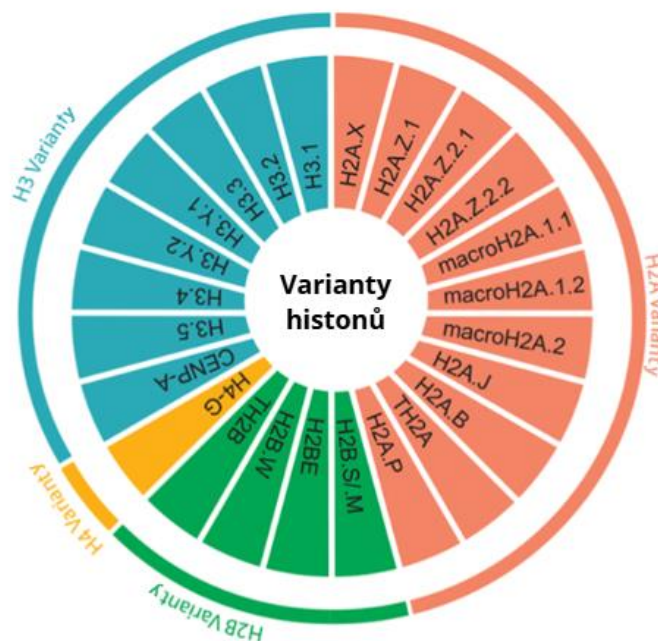 Varianty
histonů
H2A Varianty
H2A.X
H2A.Z.1
H2A.Z.2.1
H2A.Z.2.2
macroH2A.1.1
macroH2A.1.2
macroH2A.2
H2A.J
H2A.B
TH2A
H2A.P
H2B Varianty
H2B.S/.M
H2BE
H2B.W
TH2B
H4 Varianty
H4-G
H3 Varianty
CENP-A
H3.5
H3.4
H3.Y.2
H3.Y.1
H3.3
H3.2
H3.1